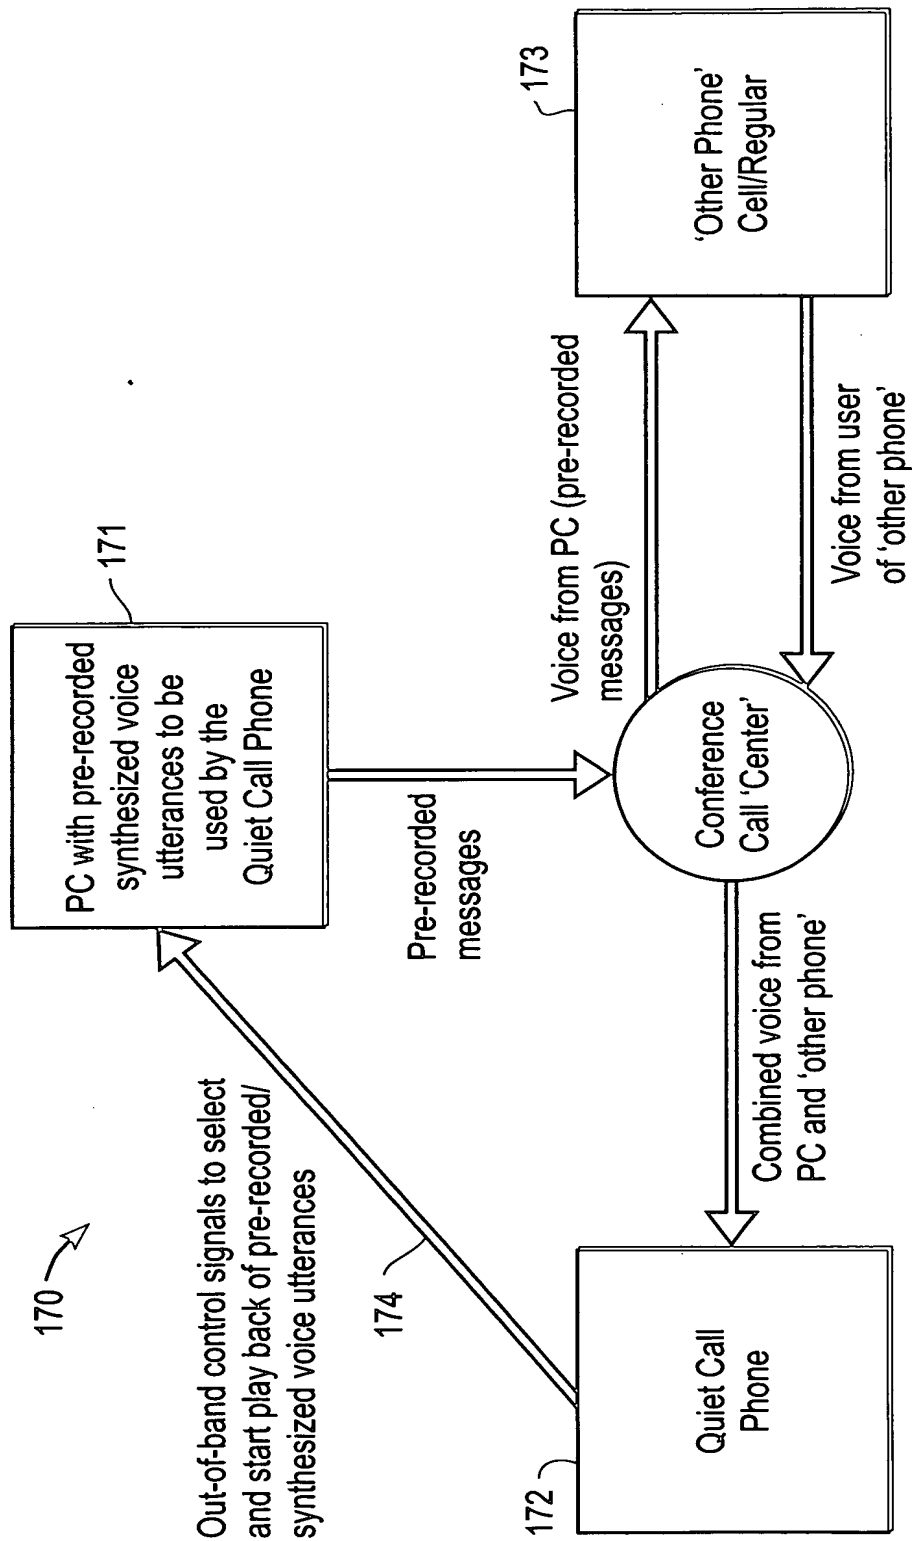 170
Out-of-band control signals to select
and start play back of pre-recorded/
synthesized voice utterances
174
PC with pre-recorded
synthesized voice
utterances to be
used by the
Quiet Call Phone
171
Pre-recorded
messages
172
Quiet Call
Phone
Combined voice from
PC and ‘other phone’
Conference
Call ‘Center’
Voice from PC (pre-recorded
messages)
Voice from user
of ‘other phone’
173
‘Other Phone’
Cell/Regular